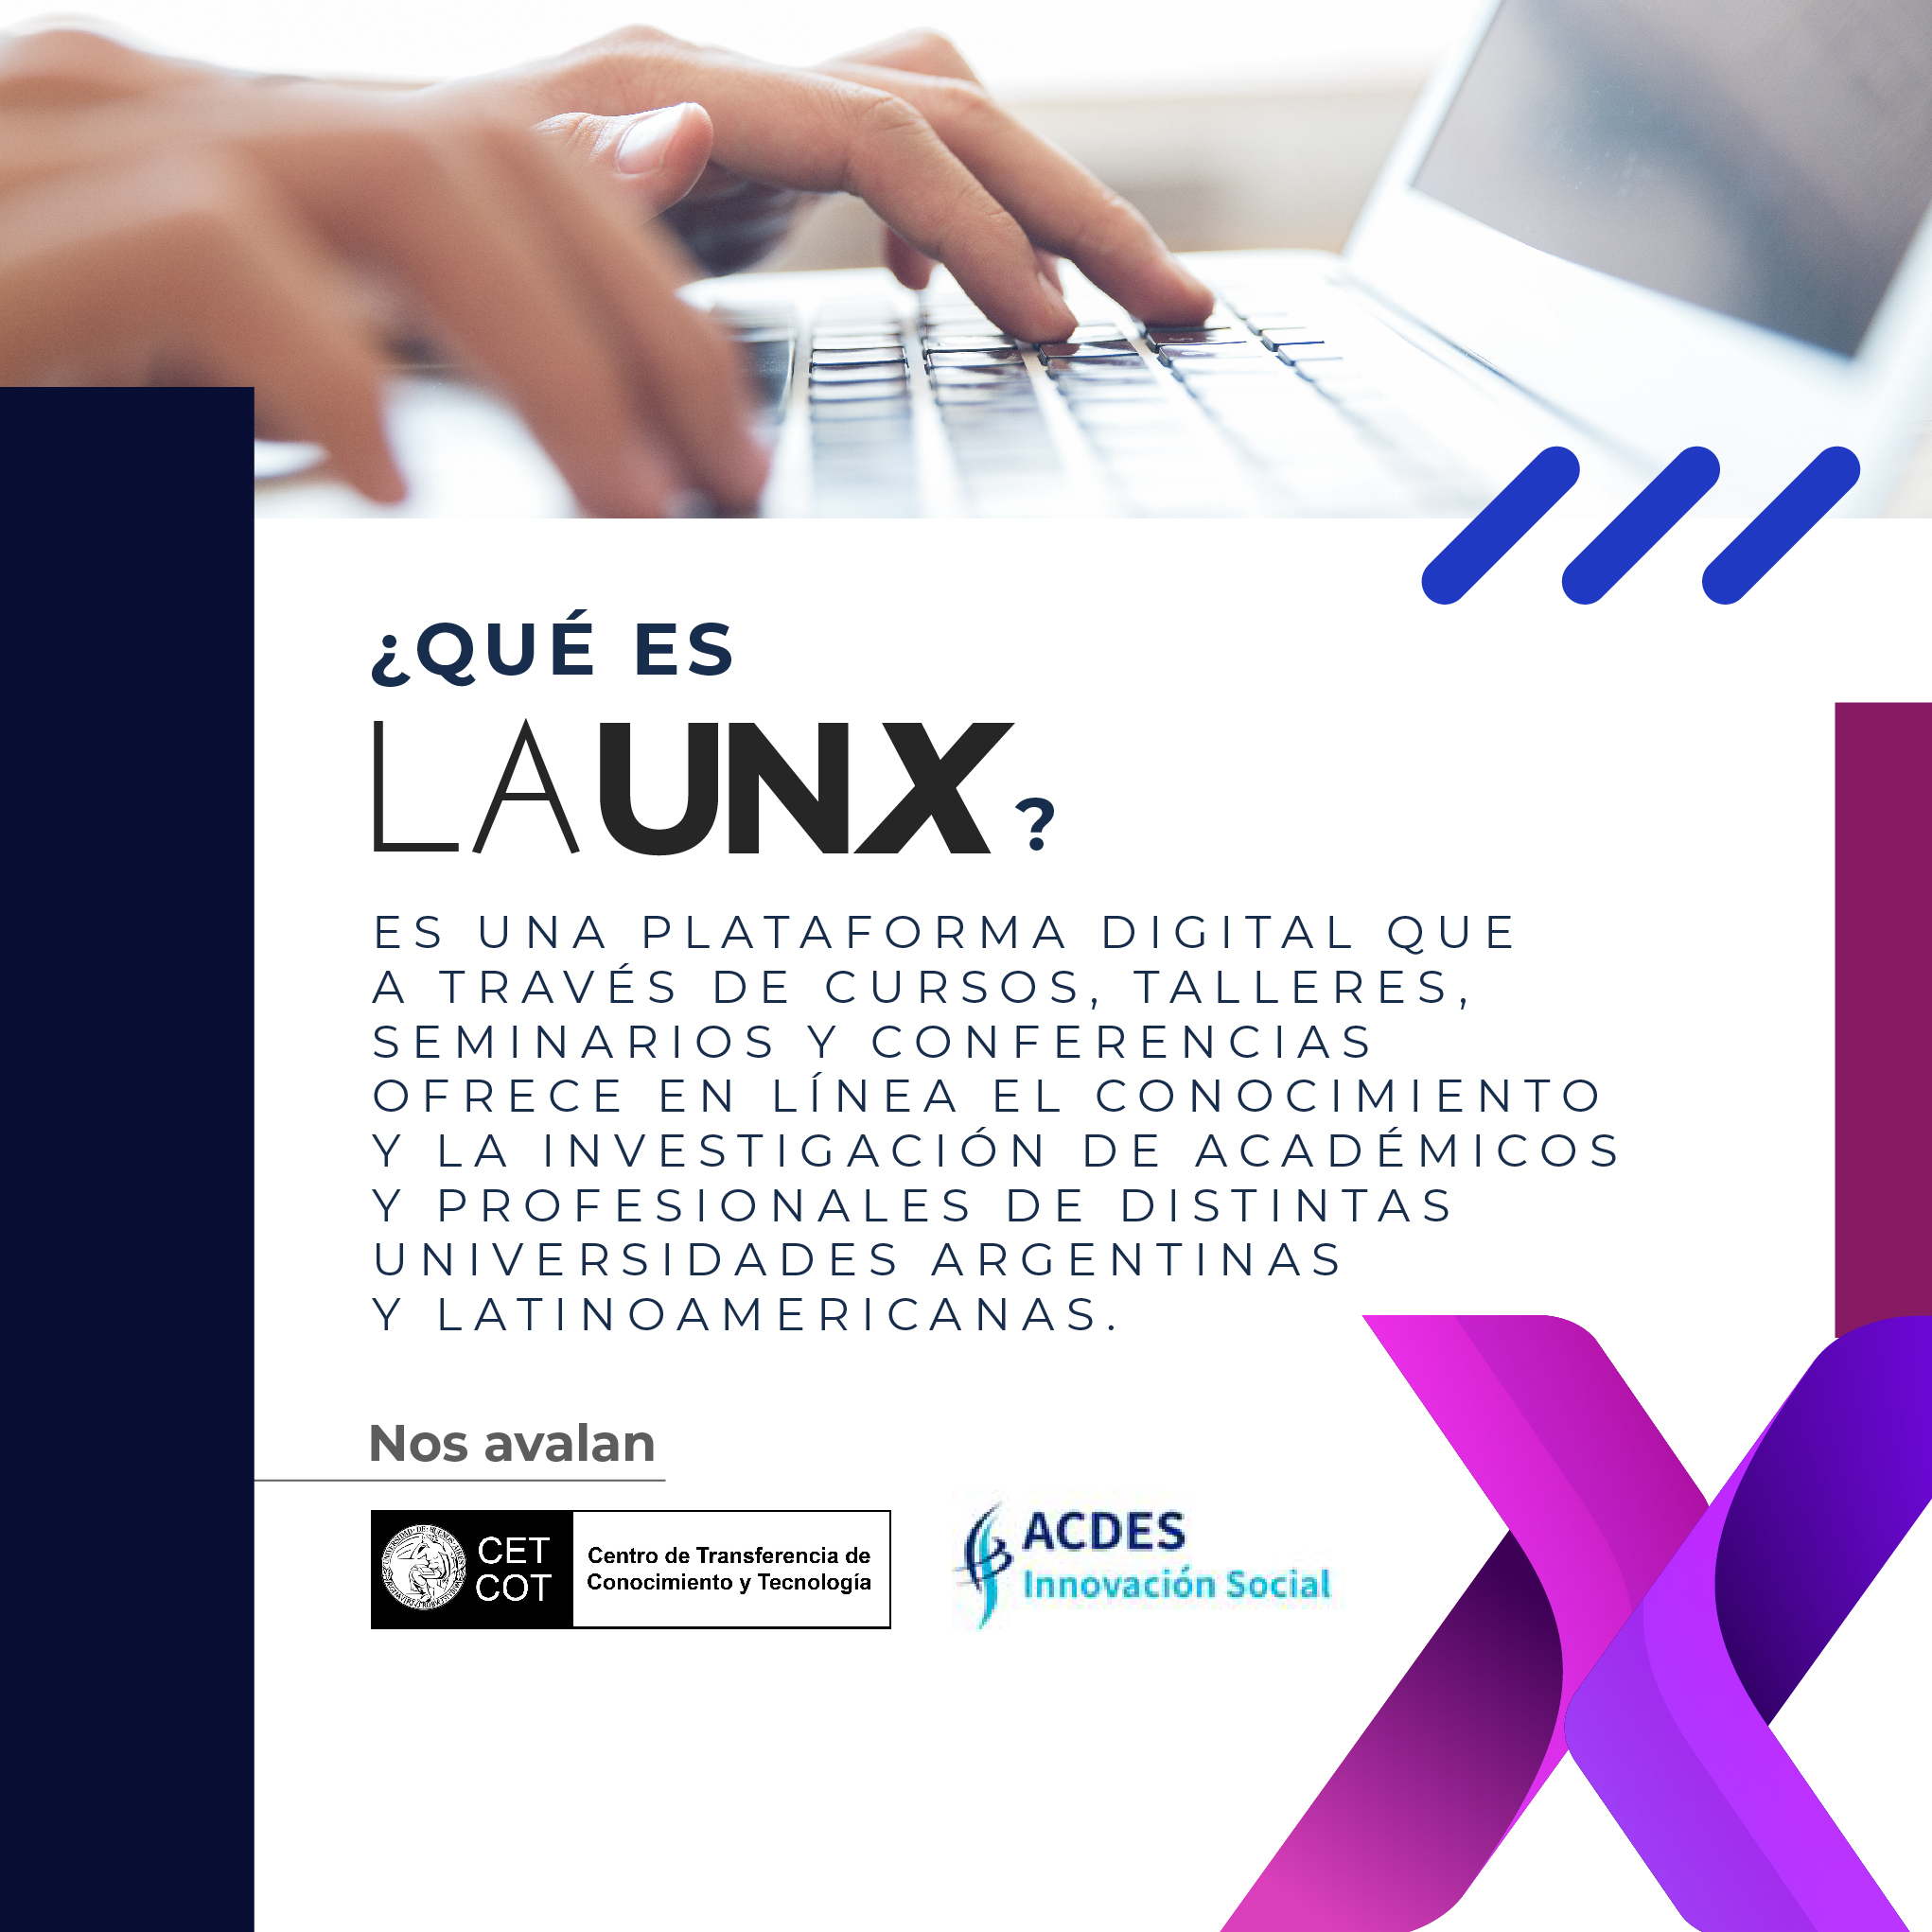 ¿QUÉ ES
LAUNX?
ES UNA PLATAFORMA DIGITAL QUE
A TRAVÉS DE CURSOS, TALLERES,
SEMINARIOS Y CONFERENCIAS
OFRECE EN LÍNEA EL CONOCIMIENTO
Y LA INVESTIGACIÓN DE ACADÉMICOS
Y PROFESIONALES DE DISTINTAS
UNIVERSIDADES ARGENTINAS
Y LATINOAMERICANAS.
Nos avalan
CET
COT
Centro de Transferencia de
Conocimiento y Tecnología
ACDES
Innovación Social